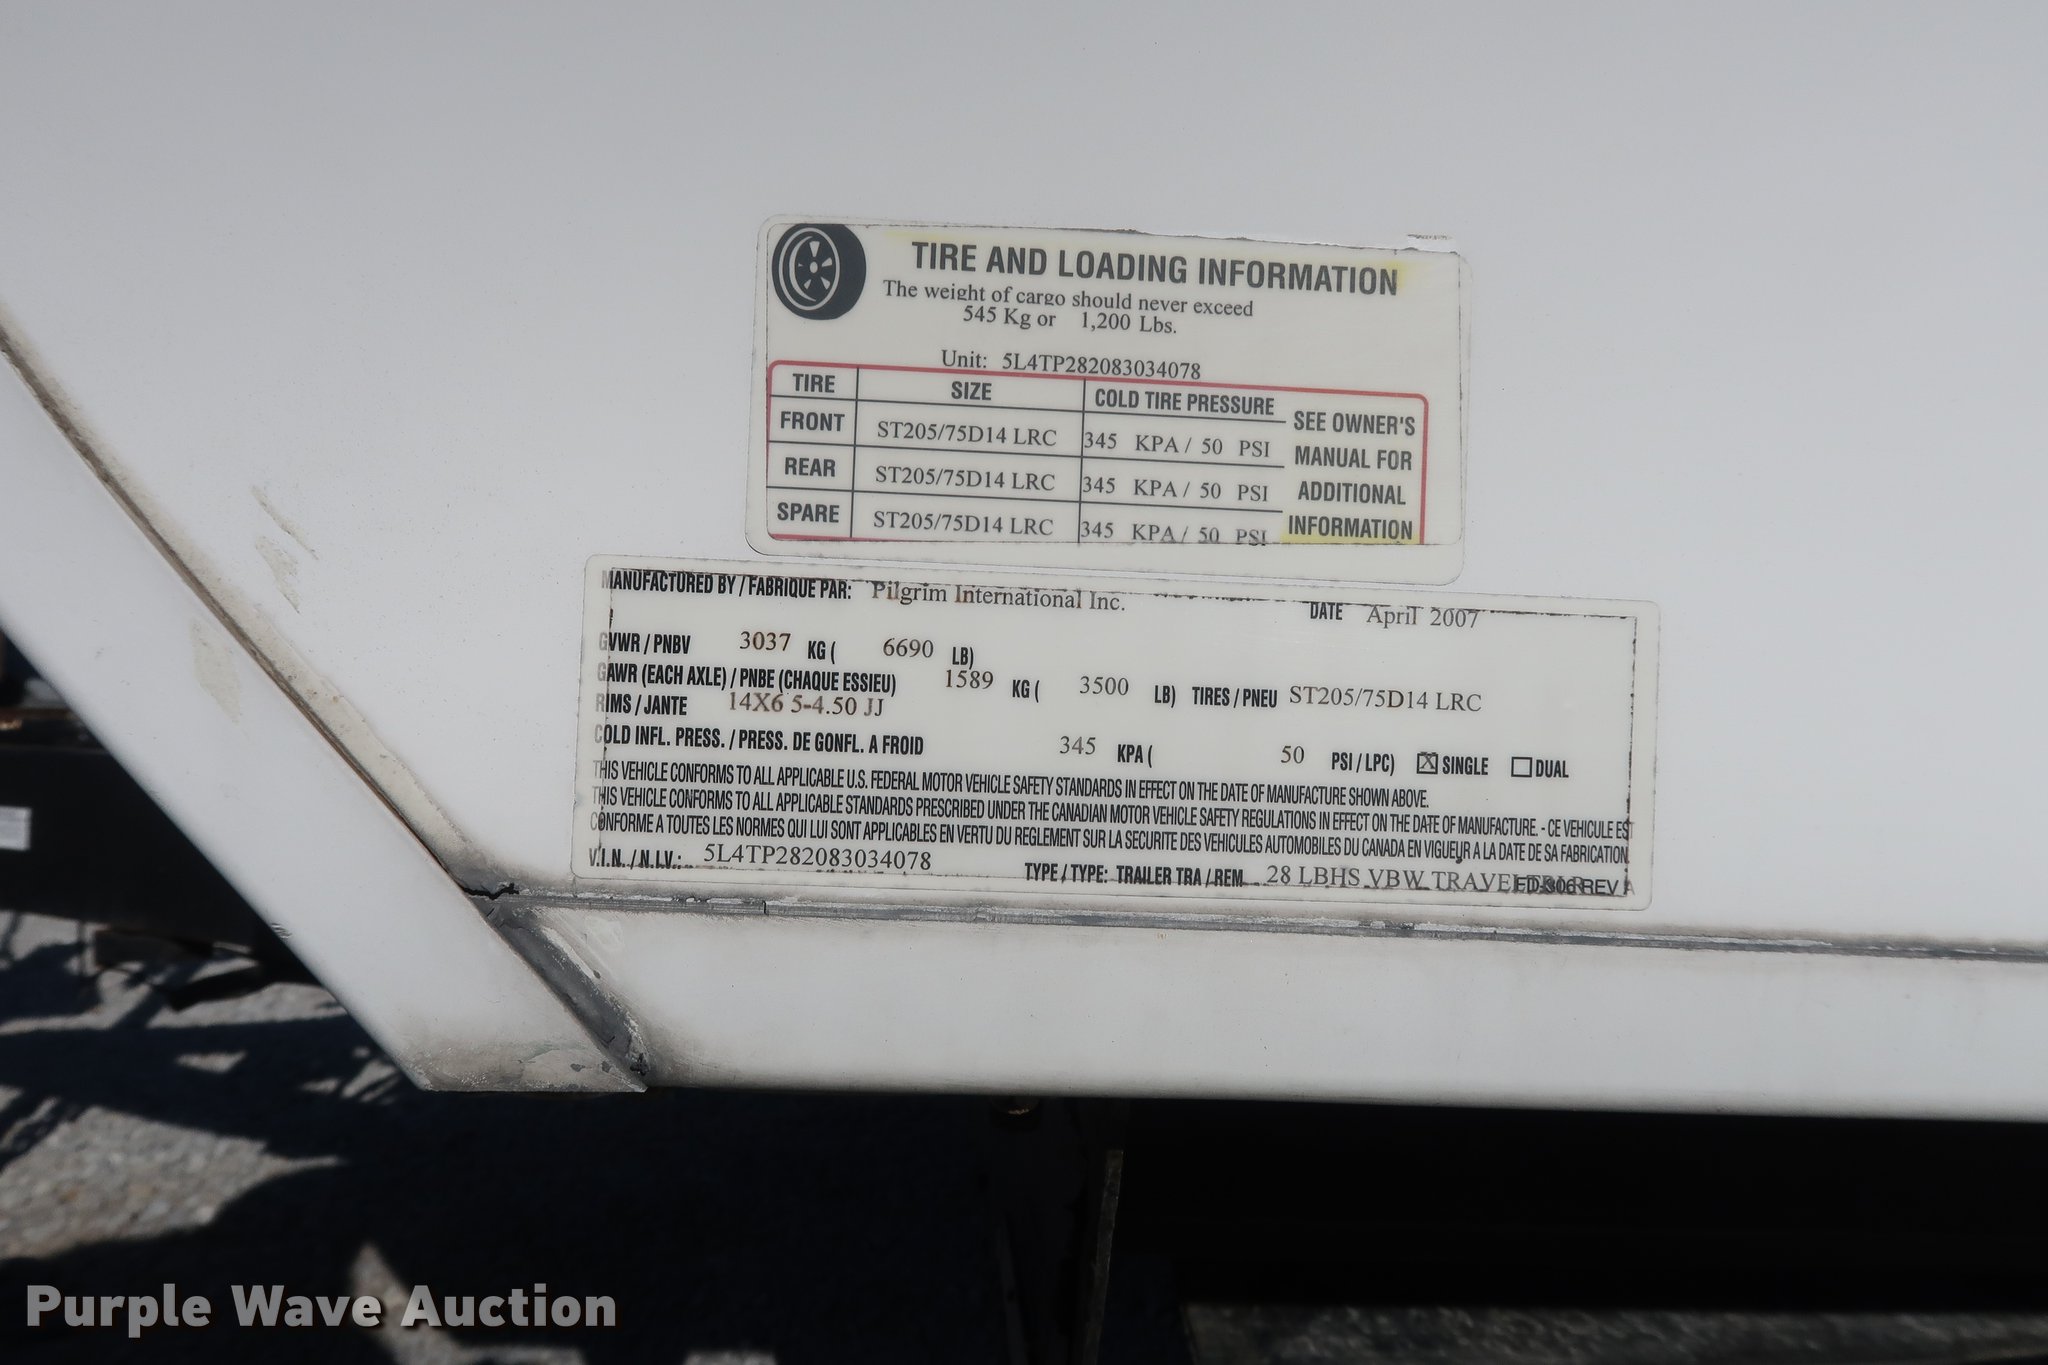 TIRE AND LOADING INFORMATION
The weight of cargo should never exceed
545 Kg or 1,200 Lbs.
Unit: 5L4TP282083034078
TIRE SIZE COLD TIRE PRESSURE SEE OWNER'S MANUAL FOR ADDITIONAL INFORMATION
FRONT ST205/75D14 LRC 345 KPA / 50 PSI
REAR ST205/75D14 LRC 345 KPA / 50 PSI
SPARE ST205/75D14 LRC 345 KPA / 50 PSI
MANUFACTURED BY / FABRIQUE PAR: Pilgrim International Inc. DATE April 2007
GVWR / PNBV 3037 KG ( 6690 LB)
GAWR (EACH AXLE) / PNBE (CHAQUE ESSIEU) 1589 KG ( 3500 LB) TIRES / PNEU ST205/75D14 LRC
RIMS / JANTE 14X6 5-4.50 JJ
COLD INFL. PRESS. / PRESS. DE GONFL. A FROID 345 KPA ( 50 PSI / LPC) X SINGLE DUAL
THIS VEHICLE CONFORMS TO ALL APPLICABLE U.S. FEDERAL MOTOR VEHICLE SAFETY STANDARDS IN EFFECT ON THE DATE OF MANUFACTURE SHOWN ABOVE.
THIS VEHICLE CONFORMS TO ALL APPLICABLE STANDARDS PRESCRIBED UNDER THE CANADIAN MOTOR VEHICLE SAFETY REGULATIONS IN EFFECT ON THE DATE OF MANUFACTURE. - CE VEHICULE EST
CONFORME A TOUTES LES NORMES QUI LUI SONT APPLICABLES EN VERTU DU REGLEMENT SUR LA SECURITE DES VEHICULES AUTOMOBILES DU CANADA EN VIGUEUR A LA DATE DE SA FABRICATION.
V.I.N. / N.I.V.: 5L4TP282083034078 TYPE / TYPE: TRAILER TRA / REM 28 LBHS VBW ED-306 REV
Purple Wave Auction